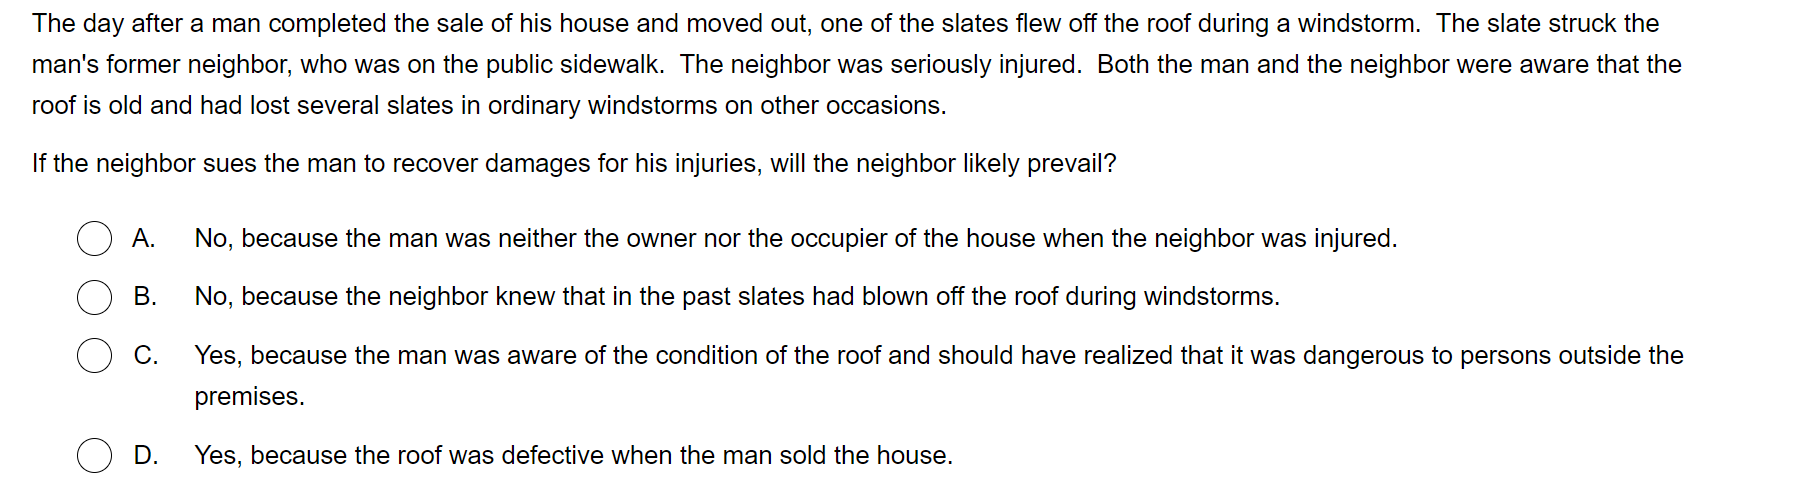 The day after a man completed the sale of his house and moved out, one of the slates flew off the roof during a windstorm.  The slate struck the
man's former neighbor, who was on the public sidewalk.  The neighbor was seriously injured.  Both the man and the neighbor were aware that the
roof is old and had lost several slates in ordinary windstorms on other occasions.
If the neighbor sues the man to recover damages for his injuries, will the neighbor likely prevail?
A. No, because the man was neither the owner nor the occupier of the house when the neighbor was injured.
B. No, because the neighbor knew that in the past slates had blown off the roof during windstorms.
C. Yes, because the man was aware of the condition of the roof and should have realized that it was dangerous to persons outside the
premises.
D. Yes, because the roof was defective when the man sold the house.